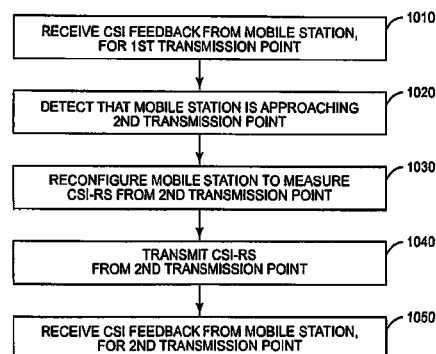 1010
RECEIVE CSI FEEDBACK FROM MOBILE STATION,
FOR 1ST TRANSMISSION POINT
1020
DETECT THAT MOBILE STATION IS APPROACHING
2ND TRANSMISSION POINT
1030
RECONFIGURE MOBILE STATION TO MEASURE
CSI-RS FROM 2ND TRANSMISSION POINT
1040
TRANSMIT CSI-RS
FROM 2ND TRANSMISSION POINT
1050
RECEIVE CSI FEEDBACK FROM MOBILE STATION,
FOR 2ND TRANSMISSION POINT